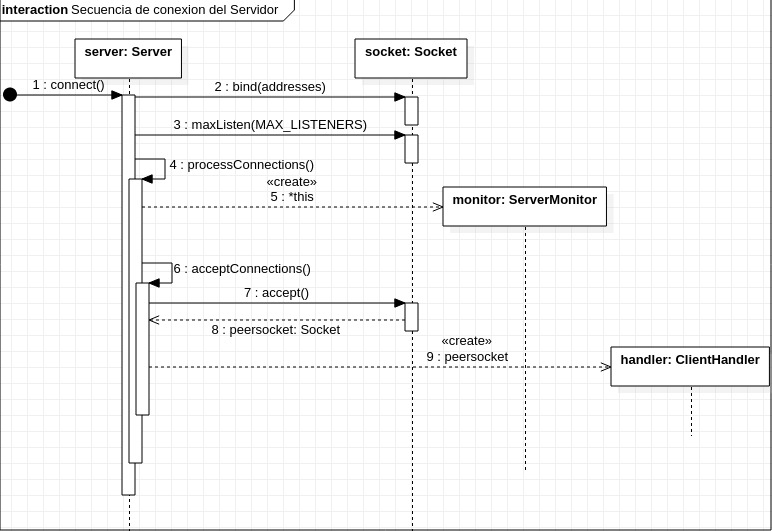 interaction Secuencia de conexion del Servidor
server: Server
socket: Socket
1 : connect()
2 : bind(addresses)
3 : maxListen(MAX_LISTENERS)
4 : processConnections()
«create»
5 : *this
monitor: ServerMonitor
6 : acceptConnections()
7 : accept()
8 : peersocket: Socket
«create»
9 : peersocket
handler: ClientHandler